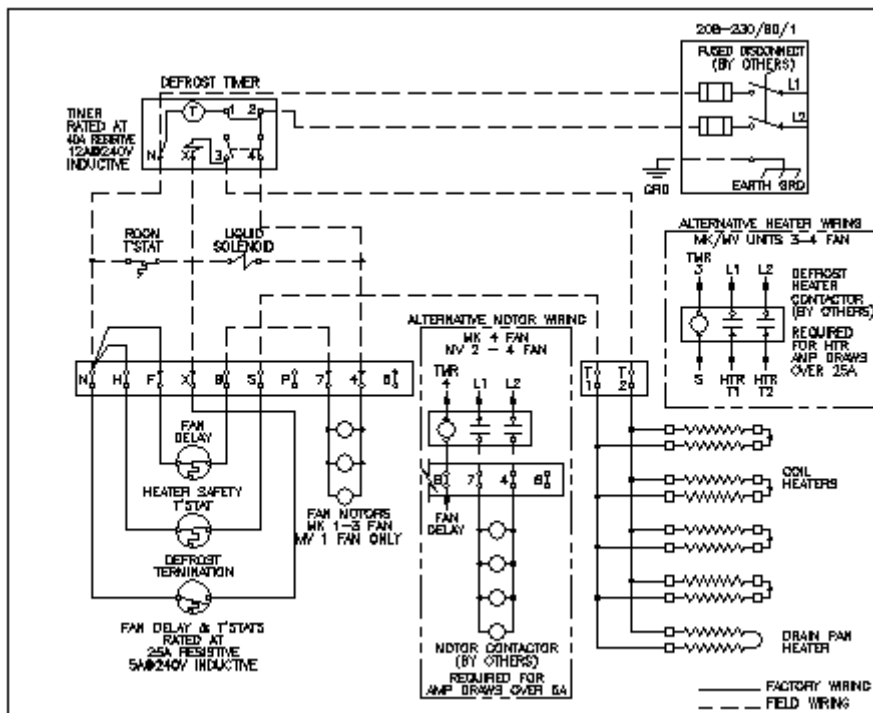 208-230/60/1
FUSED DISCONNECT
(BY OTHERS)
L1
L2
GRD
EARTH GRD
DEFROST TIMER
TIMER
RATED AT
40A RESISTIVE
12A@240V
INDUCTIVE
T
1
2
N
X
3
4
ROOM
T'STAT
LIQUID
SOLENOID
ALTERNATIVE HEATER WIRING
MK/MV UNITS 3-4 FAN
TMR
3
L1
L2
DEFROST
HEATER
CONTACTOR
(BY OTHERS)
REQUIRED
FOR HTR
AMP DRAWS
OVER 25A
S
HTR
T1
HTR
T2
ALTERNATIVE MOTOR WIRING
MK 4 FAN
MV 2 - 4 FAN
TMR
4
L1
L2
N
H
F
X
B
S
P
7
4
6
T
1
T
2
B
7
4
6
FAN
DELAY
FAN
DELAY
HEATER SAFETY
T'STAT
FAN MOTORS
MK 1-3 FAN
MV 1 FAN ONLY
DEFROST
TERMINATION
FAN DELAY & T'STATS
RATED AT
25A RESISTIVE
5A@240V INDUCTIVE
MOTOR CONTACTOR
(BY OTHERS)
REQUIRED FOR
AMP DRAWS OVER 5A
COIL
HEATERS
DRAIN PAN
HEATER
FACTORY WIRING
FIELD WIRING